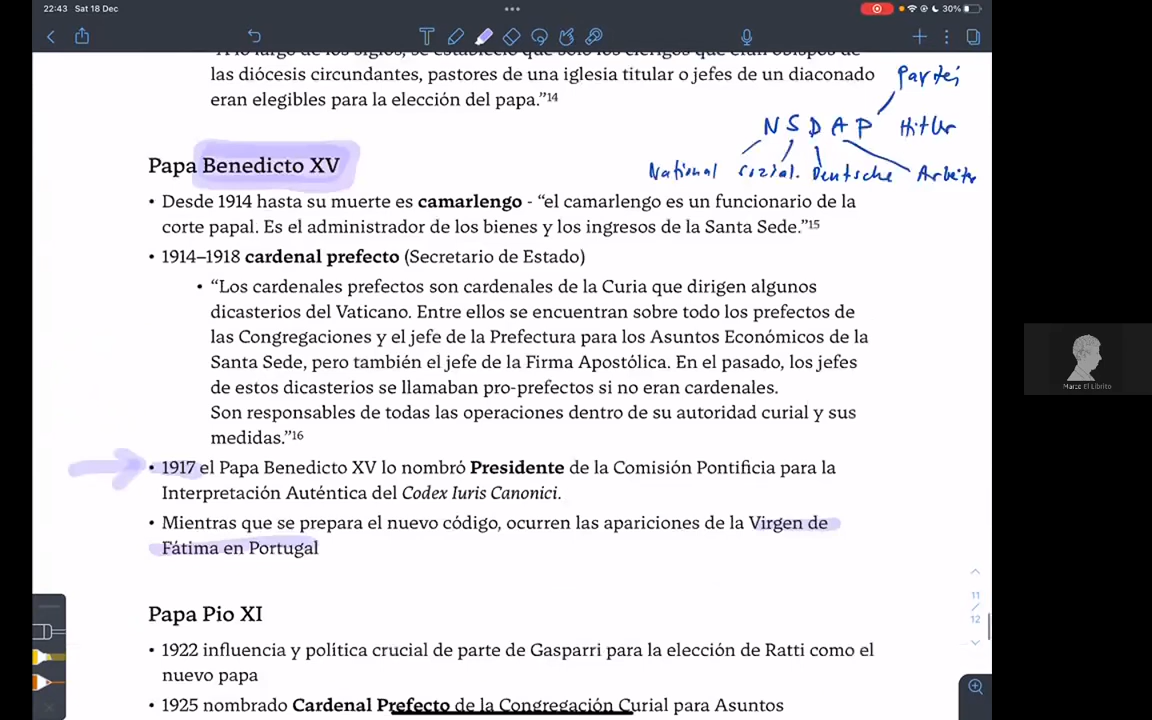 22:43 Sat 18 Dec
30%
A lo largo de los siglos, se estableció que sólo los clérigos que eran obispos de
las diócesis circundantes, pastores de una iglesia titular o jefes de un diaconado
eran elegibles para la elección del papa.”14
Partei
N S D A P Hitler
National sozial. Deutsche Arbeiter
Papa Benedicto XV
• Desde 1914 hasta su muerte es camarlengo - “el camarlengo es un funcionario de la
corte papal. Es el administrador de los bienes y los ingresos de la Santa Sede.”15
• 1914–1918 cardenal prefecto (Secretario de Estado)
• “Los cardenales prefectos son cardenales de la Curia que dirigen algunos
dicasterios del Vaticano. Entre ellos se encuentran sobre todo los prefectos de
las Congregaciones y el jefe de la Prefectura para los Asuntos Económicos de la
Santa Sede, pero también el jefe de la Firma Apostólica. En el pasado, los jefes
de estos dicasterios se llamaban pro-prefectos si no eran cardenales.
Son responsables de todas las operaciones dentro de su autoridad curial y sus
medidas.”16
• 1917 el Papa Benedicto XV lo nombró Presidente de la Comisión Pontificia para la
Interpretación Auténtica del Codex Iuris Canonici.
• Mientras que se prepara el nuevo código, ocurren las apariciones de la Virgen de
Fátima en Portugal
11
/
12
Papa Pio XI
• 1922 influencia y política crucial de parte de Gasparri para la elección de Ratti como el
nuevo papa
• 1925 nombrado Cardenal Prefecto de la Congregación Curial para Asuntos
Marco El Librito